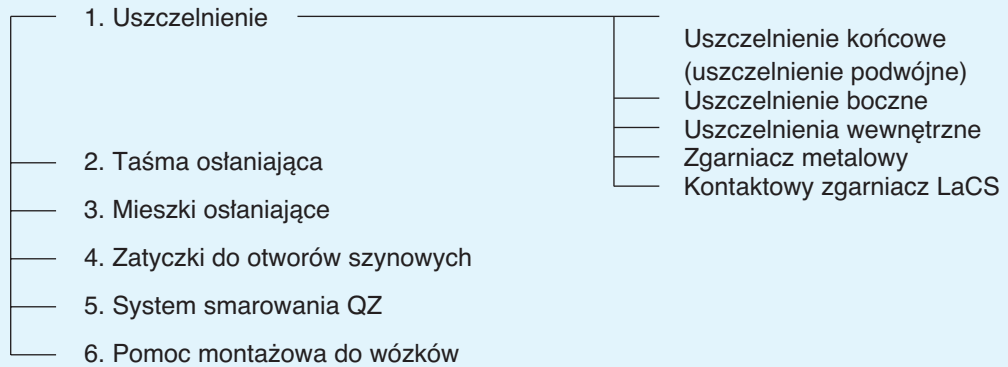 1. Uszczelnienie
Uszczelnienie końcowe
(uszczelnienie podwójne)
Uszczelnienie boczne
Uszczelnienia wewnętrzne
Zgarniacz metalowy
Kontaktowy zgarniacz LaCS
2. Taśma osłaniająca
3. Mieszki osłaniające
4. Zatyczki do otworów szynowych
5. System smarowania QZ
6. Pomoc montażowa do wózków